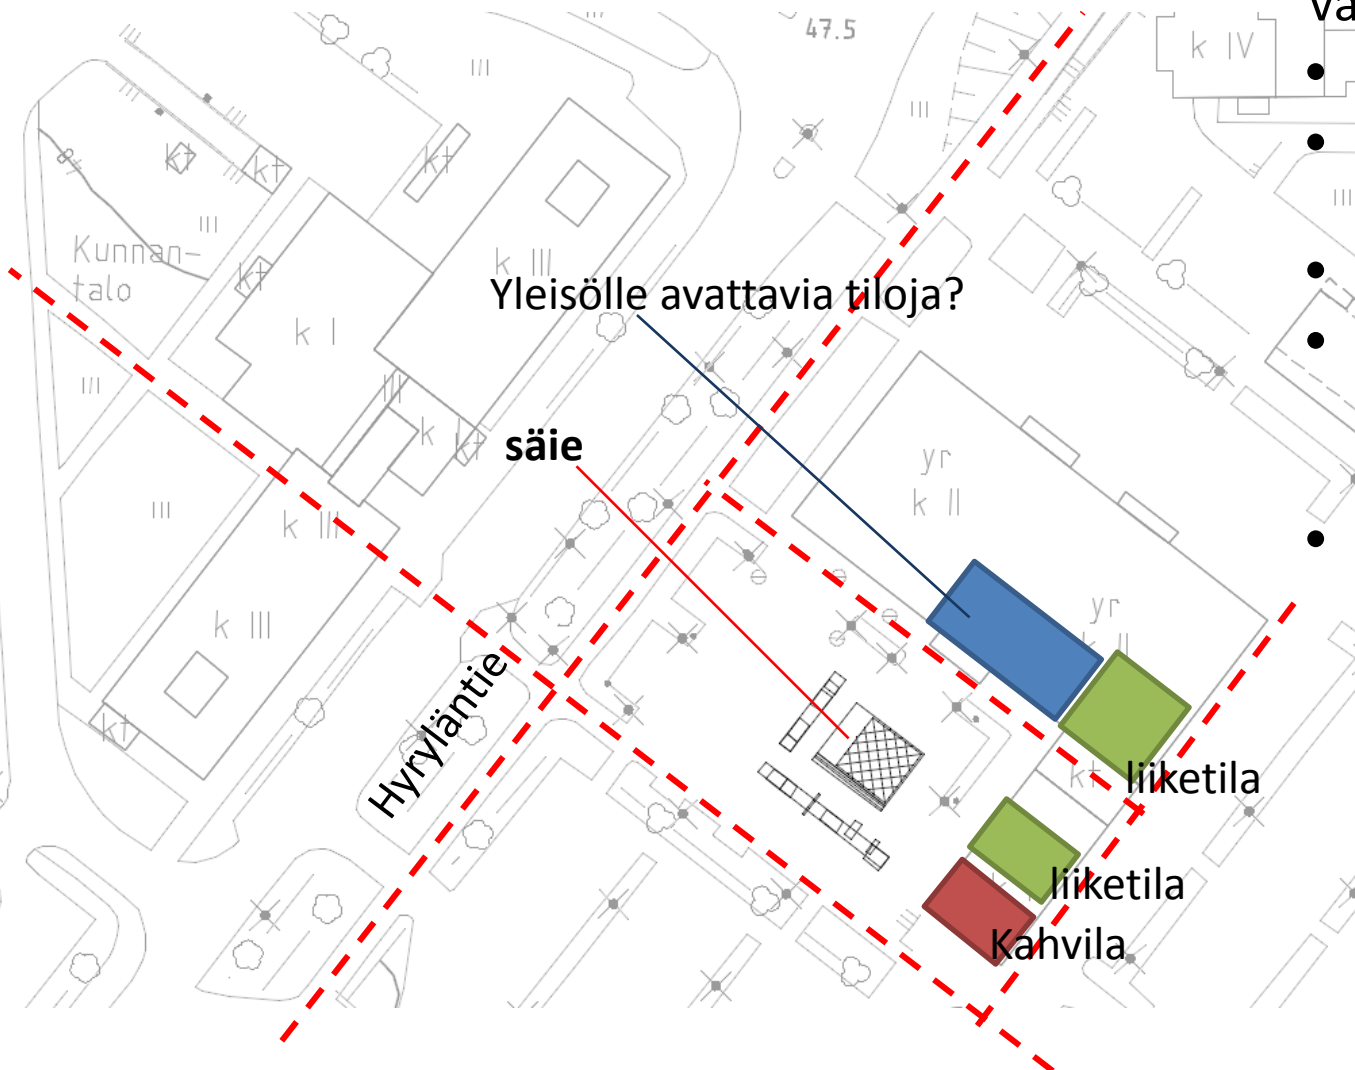 va
47.5
k IV
III
III
III
kt
kt
kt
III
Kunnan-
talo
kt
k III
III
k I
Yleisölle avattavia tiloja?
III
III
k
kt
säie
yr
k II
III
k III
yr
k II
k III
Hyryläntie
kt
kt
liiketila
liiketila
Kahvila